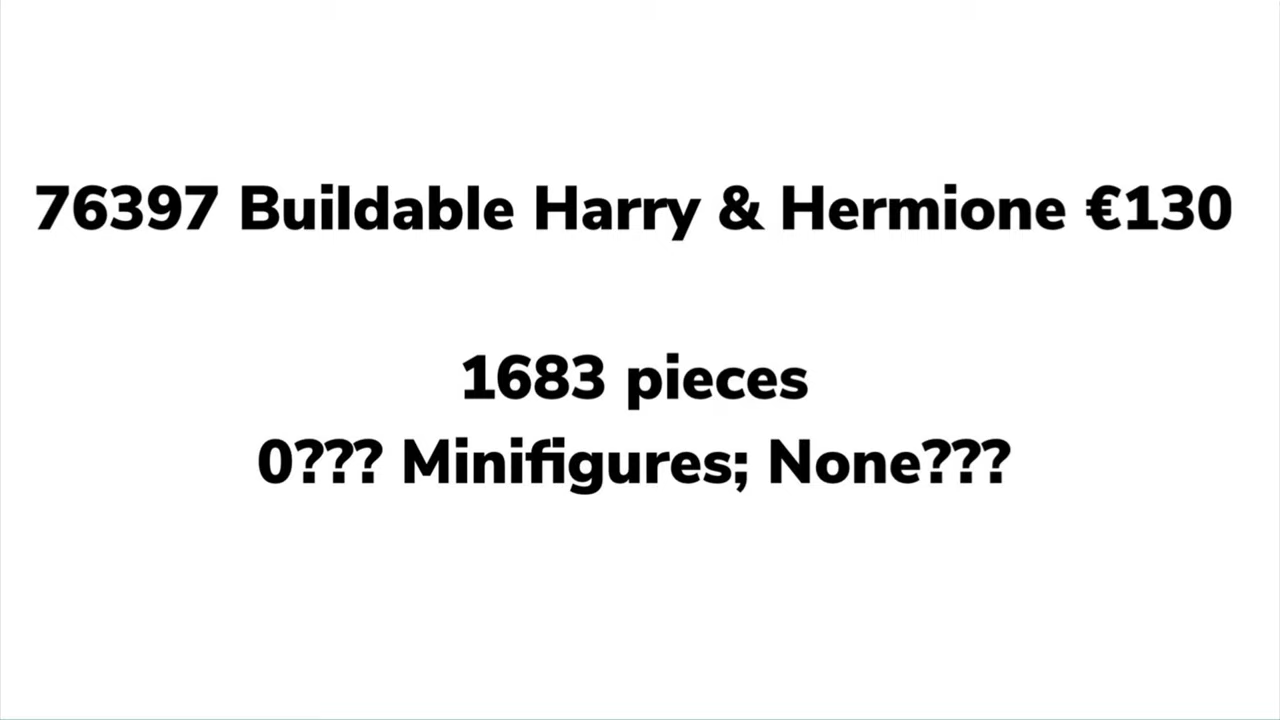 76397 Buildable Harry & Hermione €130
1683 pieces
0??? Minifigures; None???